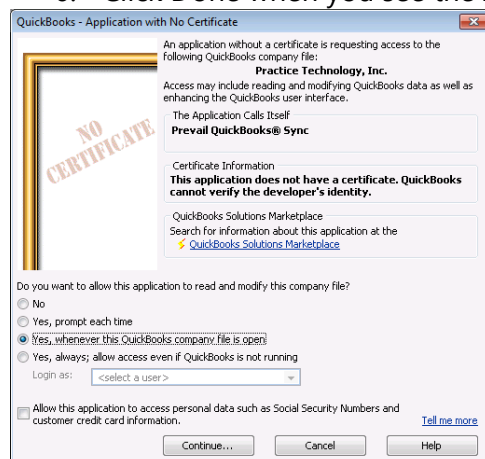 Click Done when you see the
QuickBooks - Application with No Certificate
An application without a certificate is requesting access to the
following QuickBooks company file:
Practice Technology, Inc.
Access may include reading and modifying QuickBooks data as well as
enhancing the QuickBooks user interface.
The Application Calls Itself
Prevail QuickBooks® Sync
NO
CERTIFICATE
Certificate Information
This application does not have a certificate. QuickBooks
cannot verify the developer's identity.
QuickBooks Solutions Marketplace
Search for information about this application at the
QuickBooks Solutions Marketplace
Do you want to allow this application to read and modify this company file?
No
Yes, prompt each time
Yes, whenever this QuickBooks company file is open
Yes, always; allow access even if QuickBooks is not running
Login as: <select a user>
Allow this application to access personal data such as Social Security Numbers and
customer credit card information.
Tell me more
Continue... Cancel Help